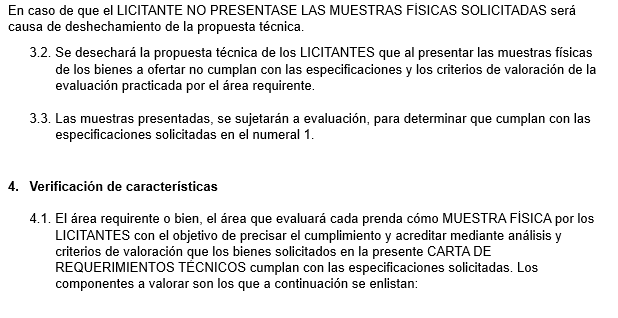 En caso de que el LICITANTE NO PRESENTASE LAS MUESTRAS FÍSICAS SOLICITADAS será
causa de deshechamiento de la propuesta técnica.
3.2. Se desechará la propuesta técnica de los LICITANTES que al presentar las muestras físicas
de los bienes a ofertar no cumplan con las especificaciones y los criterios de valoración de la
evaluación practicada por el área requirente.
3.3. Las muestras presentadas, se sujetarán a evaluación, para determinar que cumplan con las
especificaciones solicitadas en el numeral 1.
4. Verificación de características
4.1. El área requirente o bien, el área que evaluará cada prenda cómo MUESTRA FÍSICA por los
LICITANTES con el objetivo de precisar el cumplimiento y acreditar mediante análisis y
criterios de valoración que los bienes solicitados en la presente CARTA DE
REQUERIMIENTOS TÉCNICOS cumplan con las especificaciones solicitadas. Los
componentes a valorar son los que a continuación se enlistan: